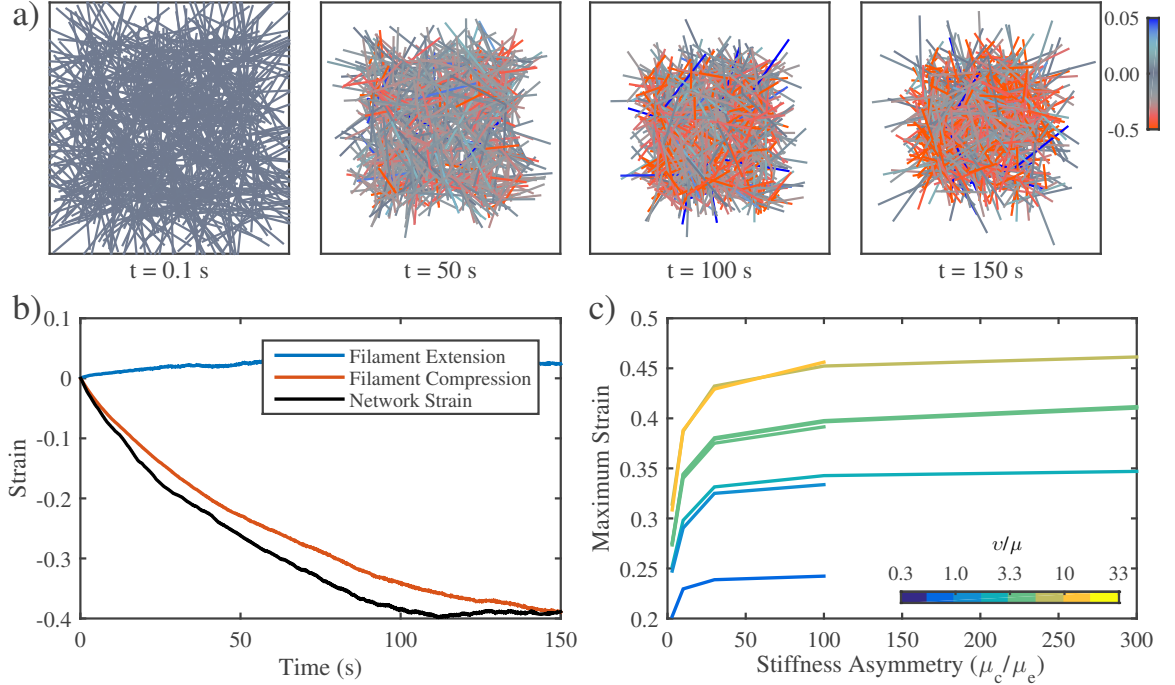 a)
0.05
0.00
-0.5
t = 0.1 s
t = 50 s
t = 100 s
t = 150 s
b)
0.1
0
-0.1
-0.2
-0.3
-0.4
Strain
Filament Extension
Filament Compression
Network Strain
0
50
100
150
Time (s)
c)
0.5
0.45
0.4
0.35
0.3
0.25
0.2
Maximum Strain
υ/μ
0.3
1.0
3.3
10
33
0
50
100
150
200
250
300
Stiffness Asymmetry (μc/μe)